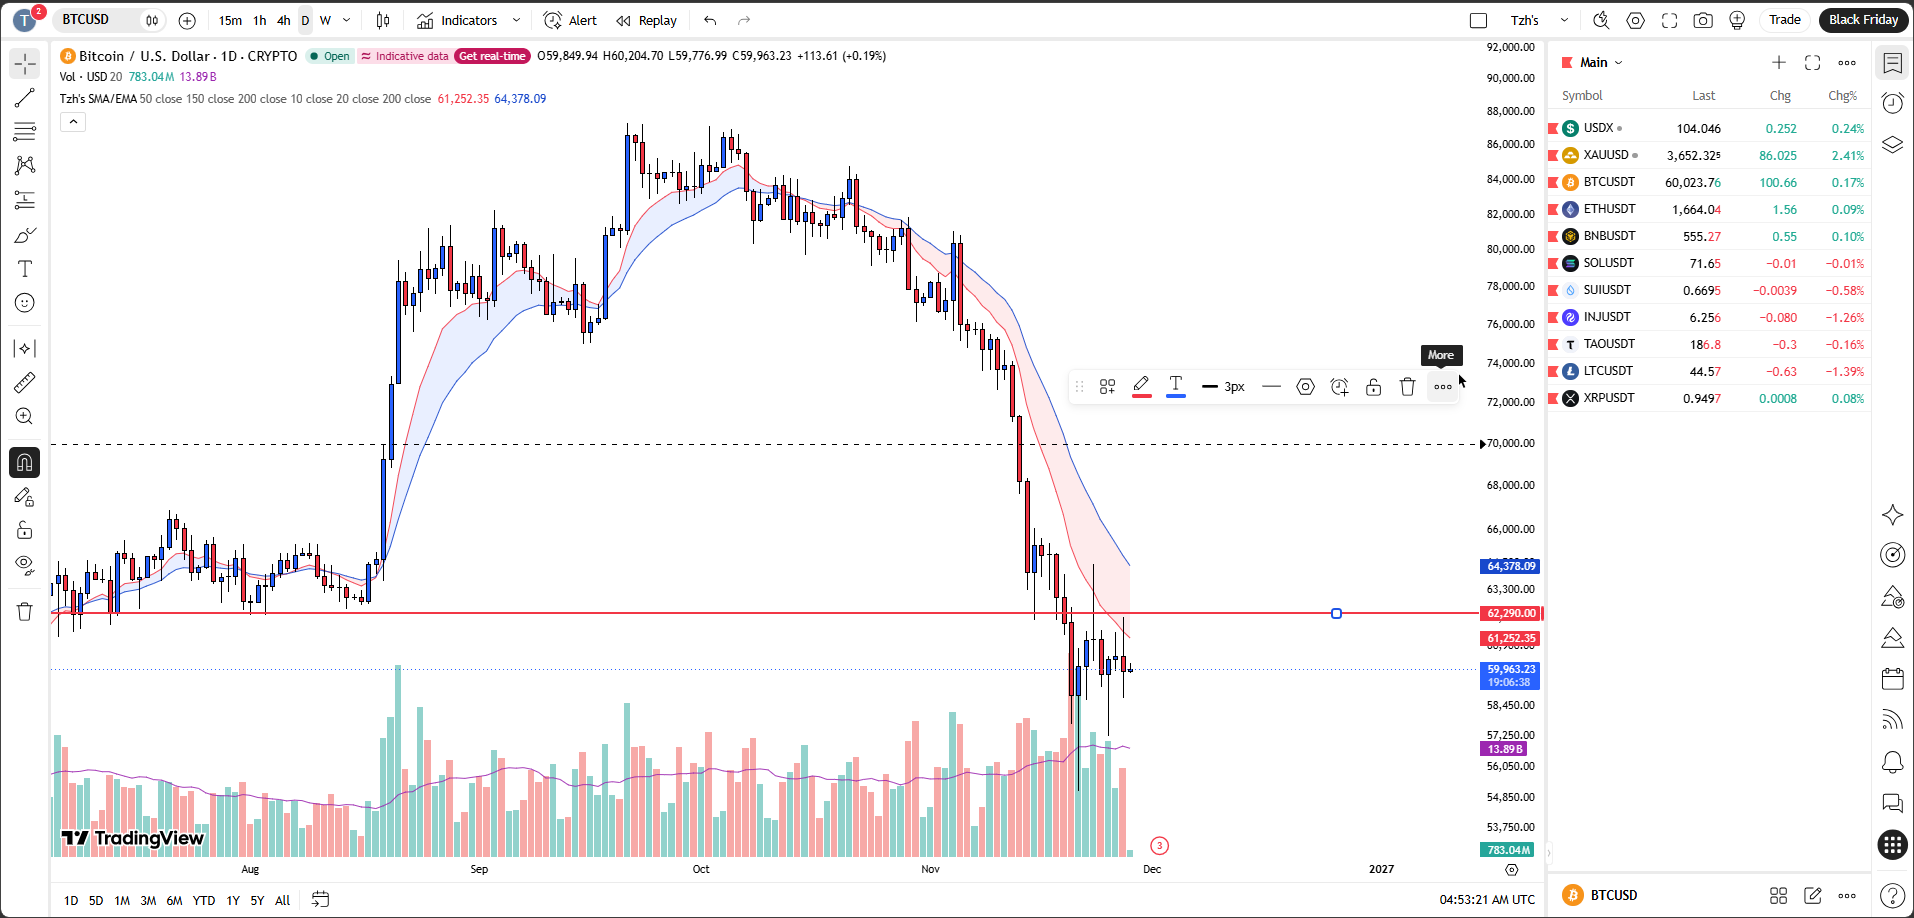 T 2 BTCUSD 15m 1h 4h D W Indicators Alert Replay Tzh's Trade Black Friday
Bitcoin / U.S. Dollar · 1D · CRYPTO Open Indicative data Get real-time O59,849.94 H60,204.70 L59,776.99 C59,963.23 +113.61 (+0.19%)
Vol · USD 20 783.04M 13.89B
Tzh's SMA/EMA 50 close 150 close 200 close 10 close 20 close 200 close 61,252.35 64,378.09
92,000.00
90,000.00
88,000.00
86,000.00
84,000.00
82,000.00
80,000.00
78,000.00
76,000.00
74,000.00
72,000.00
70,000.00
68,000.00
66,000.00
64,378.09
63,300.00
62,290.00
61,252.35
59,963.23
19:06:38
58,450.00
57,250.00
13.89B
56,050.00
54,850.00
53,750.00
783.04M
More
T 3px
TradingView
3
Aug Sep Oct Nov Dec 2027
1D 5D 1M 3M 6M YTD 1Y 5Y All 04:53:21 AM UTC
Main
Symbol Last Chg Chg%
USDX 104.046 0.252 0.24%
XAUUSD 3,652.325 86.025 2.41%
BTCUSDT 60,023.76 100.66 0.17%
ETHUSDT 1,664.04 1.56 0.09%
BNBUSDT 555.27 0.55 0.10%
SOLUSDT 71.65 −0.01 −0.01%
SUIUSDT 0.6695 −0.0039 −0.58%
INJUSDT 6.256 −0.080 −1.26%
TAOUSDT 186.8 −0.3 −0.16%
LTCUSDT 44.57 −0.63 −1.39%
XRPUSDT 0.9497 0.0008 0.08%
BTCUSD